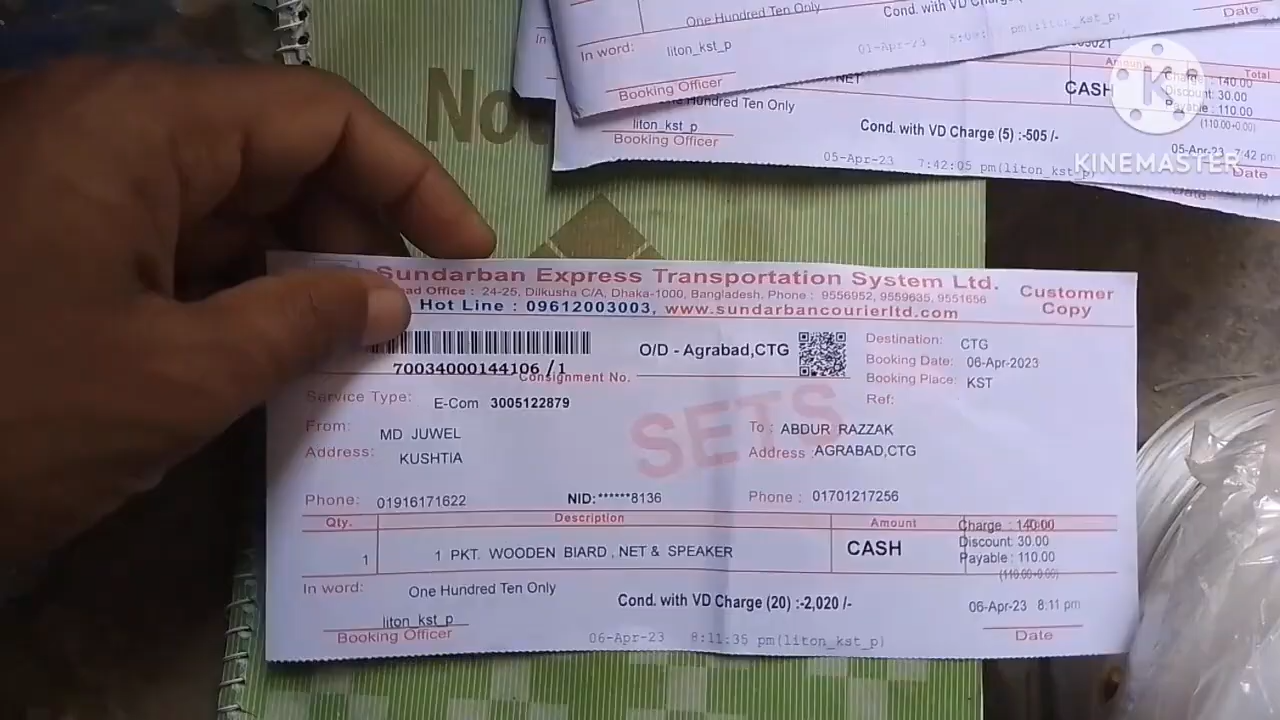 One Hundred Ten Only
Cond. with VD Charge
In word:
liton_kst_p
01-Apr-23
pm(liton_kst_p)
Date
Booking Officer
NET
CASH
Charge : 140.00
Discount: 30.00
Payable : 110.00
(110.00+0.00)
Total
Hundred Ten Only
liton_kst_p
Booking Officer
Cond. with VD Charge (5) :-505 /-
05-Apr-23 7:42:05 pm(liton_kst_p)
05-Apr-23 7:42 pm
Date
KINEMASTER
Sundarban Express Transportation System Ltd.
ad Office : 24-25, Dilkusha C/A, Dhaka-1000, Bangladesh. Phone : 9556952, 9559635, 9551656
Hot Line : 09612003003, www.sundarbancourierltd.com
Customer
Copy
70034000144106 /1
Consignment No.
O/D - Agrabad,CTG
Destination: CTG
Booking Date: 06-Apr-2023
Booking Place: KST
Ref:
Service Type: E-Com 3005122879
SETS
From: MD JUWEL
Address: KUSHTIA
To : ABDUR RAZZAK
Address :AGRABAD,CTG
Phone: 01916171622
NID:******8136
Phone : 01701217256
Qty. Description Amount
1 1 PKT. WOODEN BIARD , NET & SPEAKER
CASH
Charge : 140.00
Discount: 30.00
Payable : 110.00
(110.00+0.00)
In word: One Hundred Ten Only
Cond. with VD Charge (20) :-2,020 /-
06-Apr-23 8:11 pm
liton_kst_p
Booking Officer
06-Apr-23 8:11:35 pm(liton_kst_p)
Date